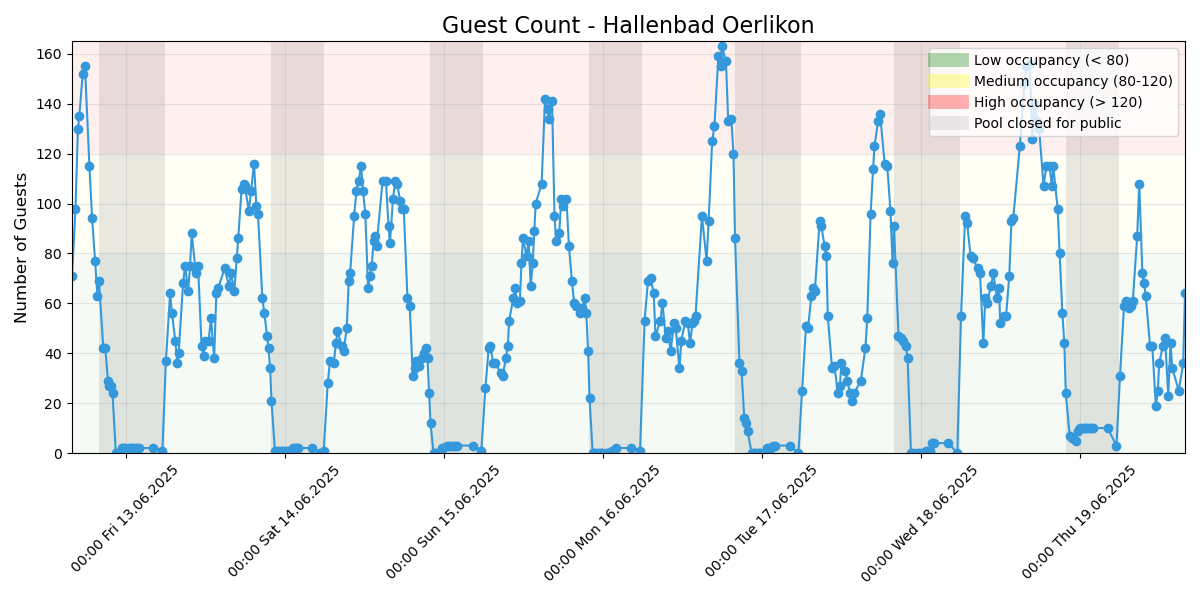 Guest Count - Hallenbad Oerlikon
Low occupancy (< 80)
Medium occupancy (80-120)
High occupancy (> 120)
Pool closed for public
Number of Guests
160
140
120
100
80
60
40
20
0
00:00 Fri 13.06.2025
00:00 Sat 14.06.2025
00:00 Sun 15.06.2025
00:00 Mon 16.06.2025
00:00 Tue 17.06.2025
00:00 Wed 18.06.2025
00:00 Thu 19.06.2025